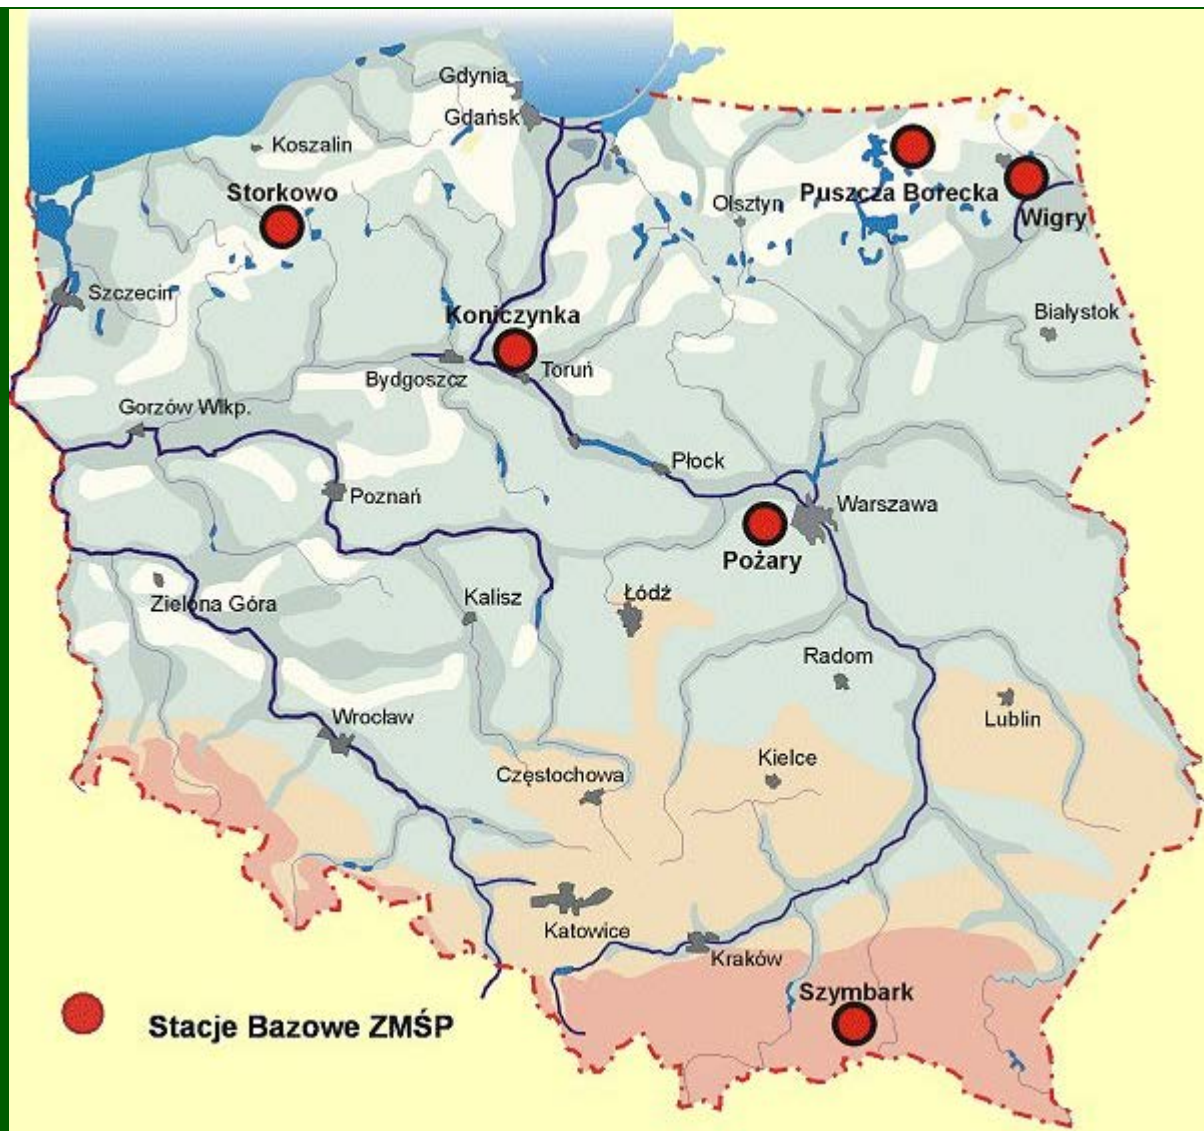 Gdynia
Gdańsk
Koszalin
Storkowo
Puszcza Borecka
Olsztyn
Wigry
Szczecin
Koniczynka
Białystok
Toruń
Bydgoszcz
Gorzów Wlkp.
Płock
Poznań
Warszawa
Pożary
Zielona Góra
Kalisz
Łódź
Radom
Lublin
Wrocław
Kielce
Częstochowa
Katowice
Kraków
Szymbark
Stacje Bazowe ZMŚP